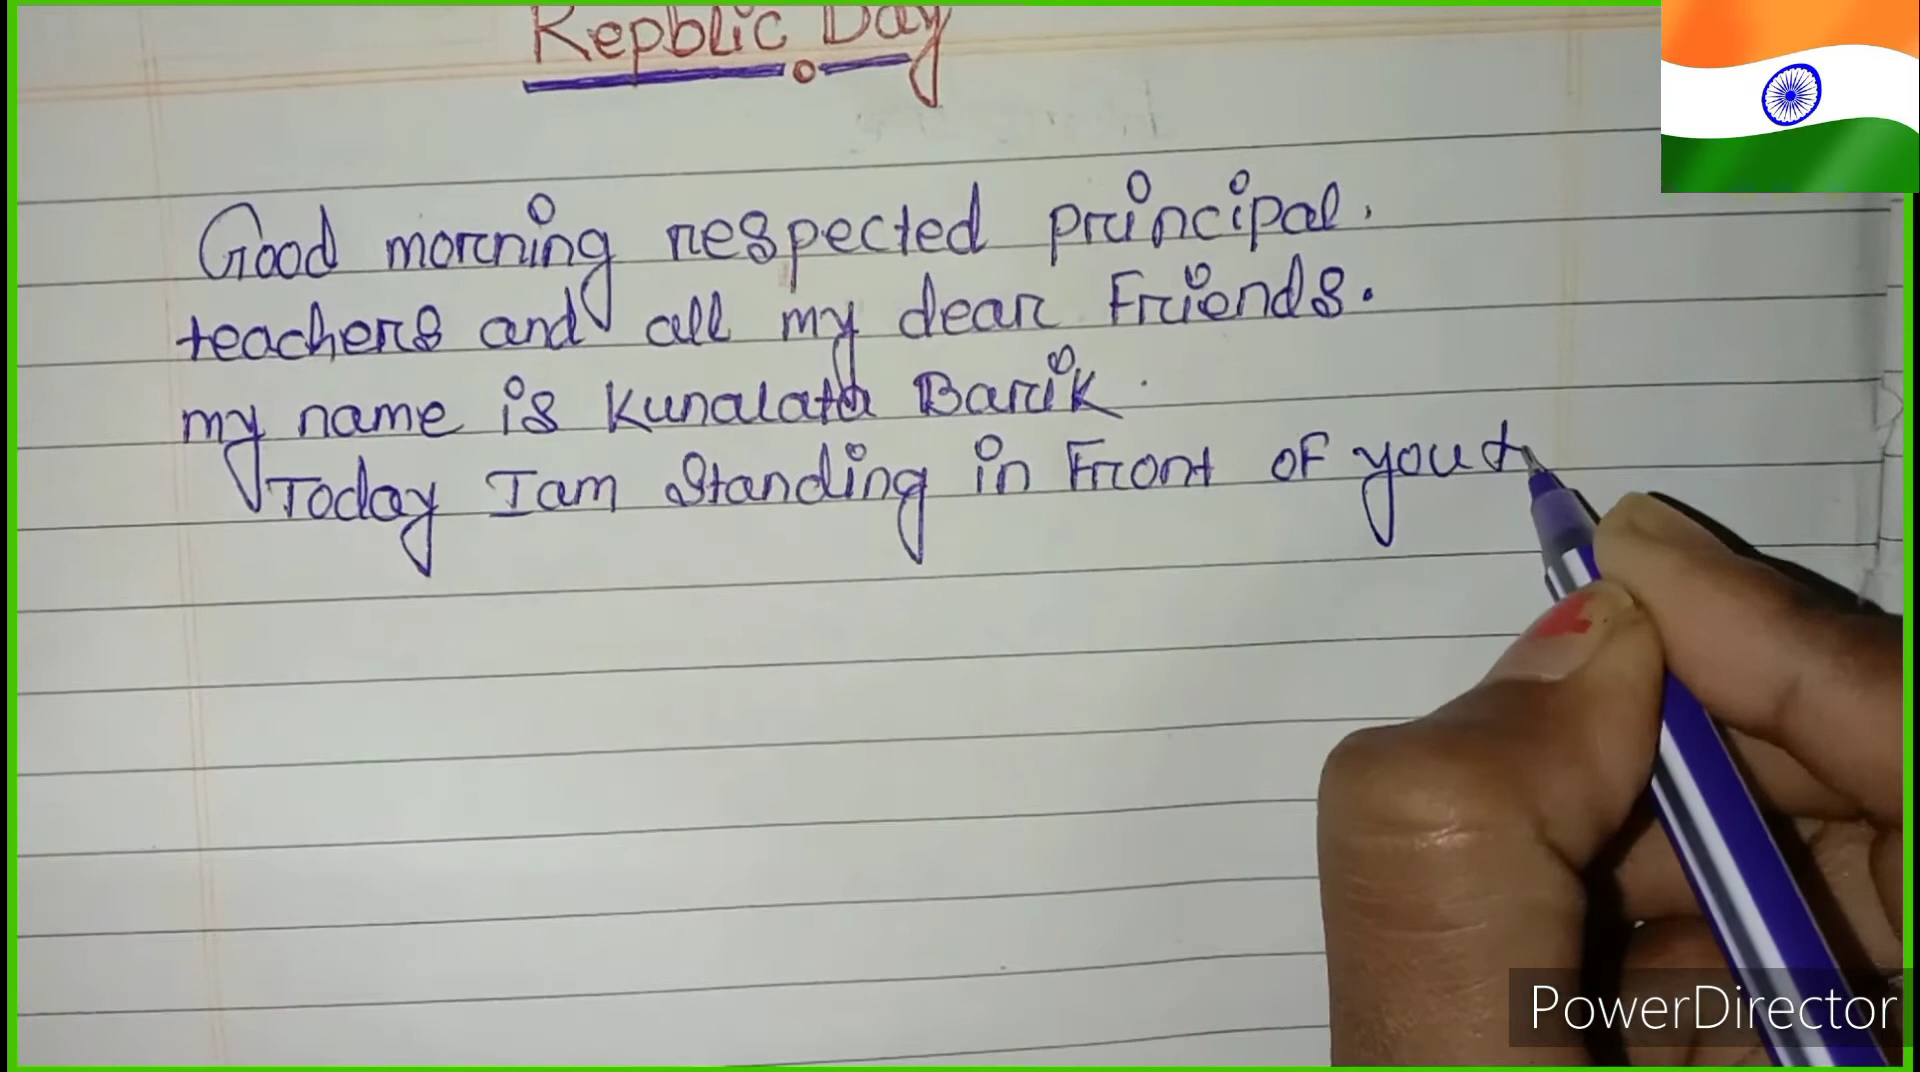 Repblic Day
Good morning respected principal,
teachers and all my dear Friends.
my name is Kunalata Barik.
Today I am Standing in Front of you t
PowerDirector